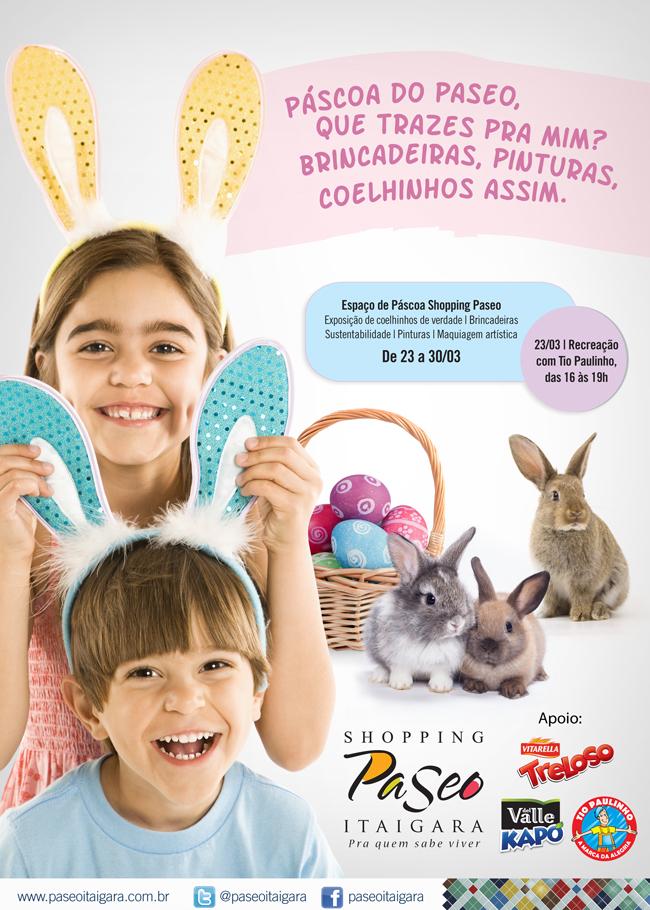 PÁSCOA DO PASEO,
QUE TRAZES PRA MIM?
BRINCADEIRAS, PINTURAS,
COELHINHOS ASSIM.
Espaço de Páscoa Shopping Paseo
Exposição de coelhinhos de verdade | Brincadeiras
Sustentabilidade | Pinturas | Maquiagem artística
De 23 a 30/03
23/03 | Recreação
com Tio Paulinho,
das 16 às 19h
Apoio:
SHOPPING
Paseo
ITAIGARA
Pra quem sabe viver
VITARELLA
TRELOSO
del Valle
KAPO
TIO PAULINHO
A MARCA DA ALEGRIA
www.paseoitaigara.com.br
@paseoitaigara
paseoitaigara